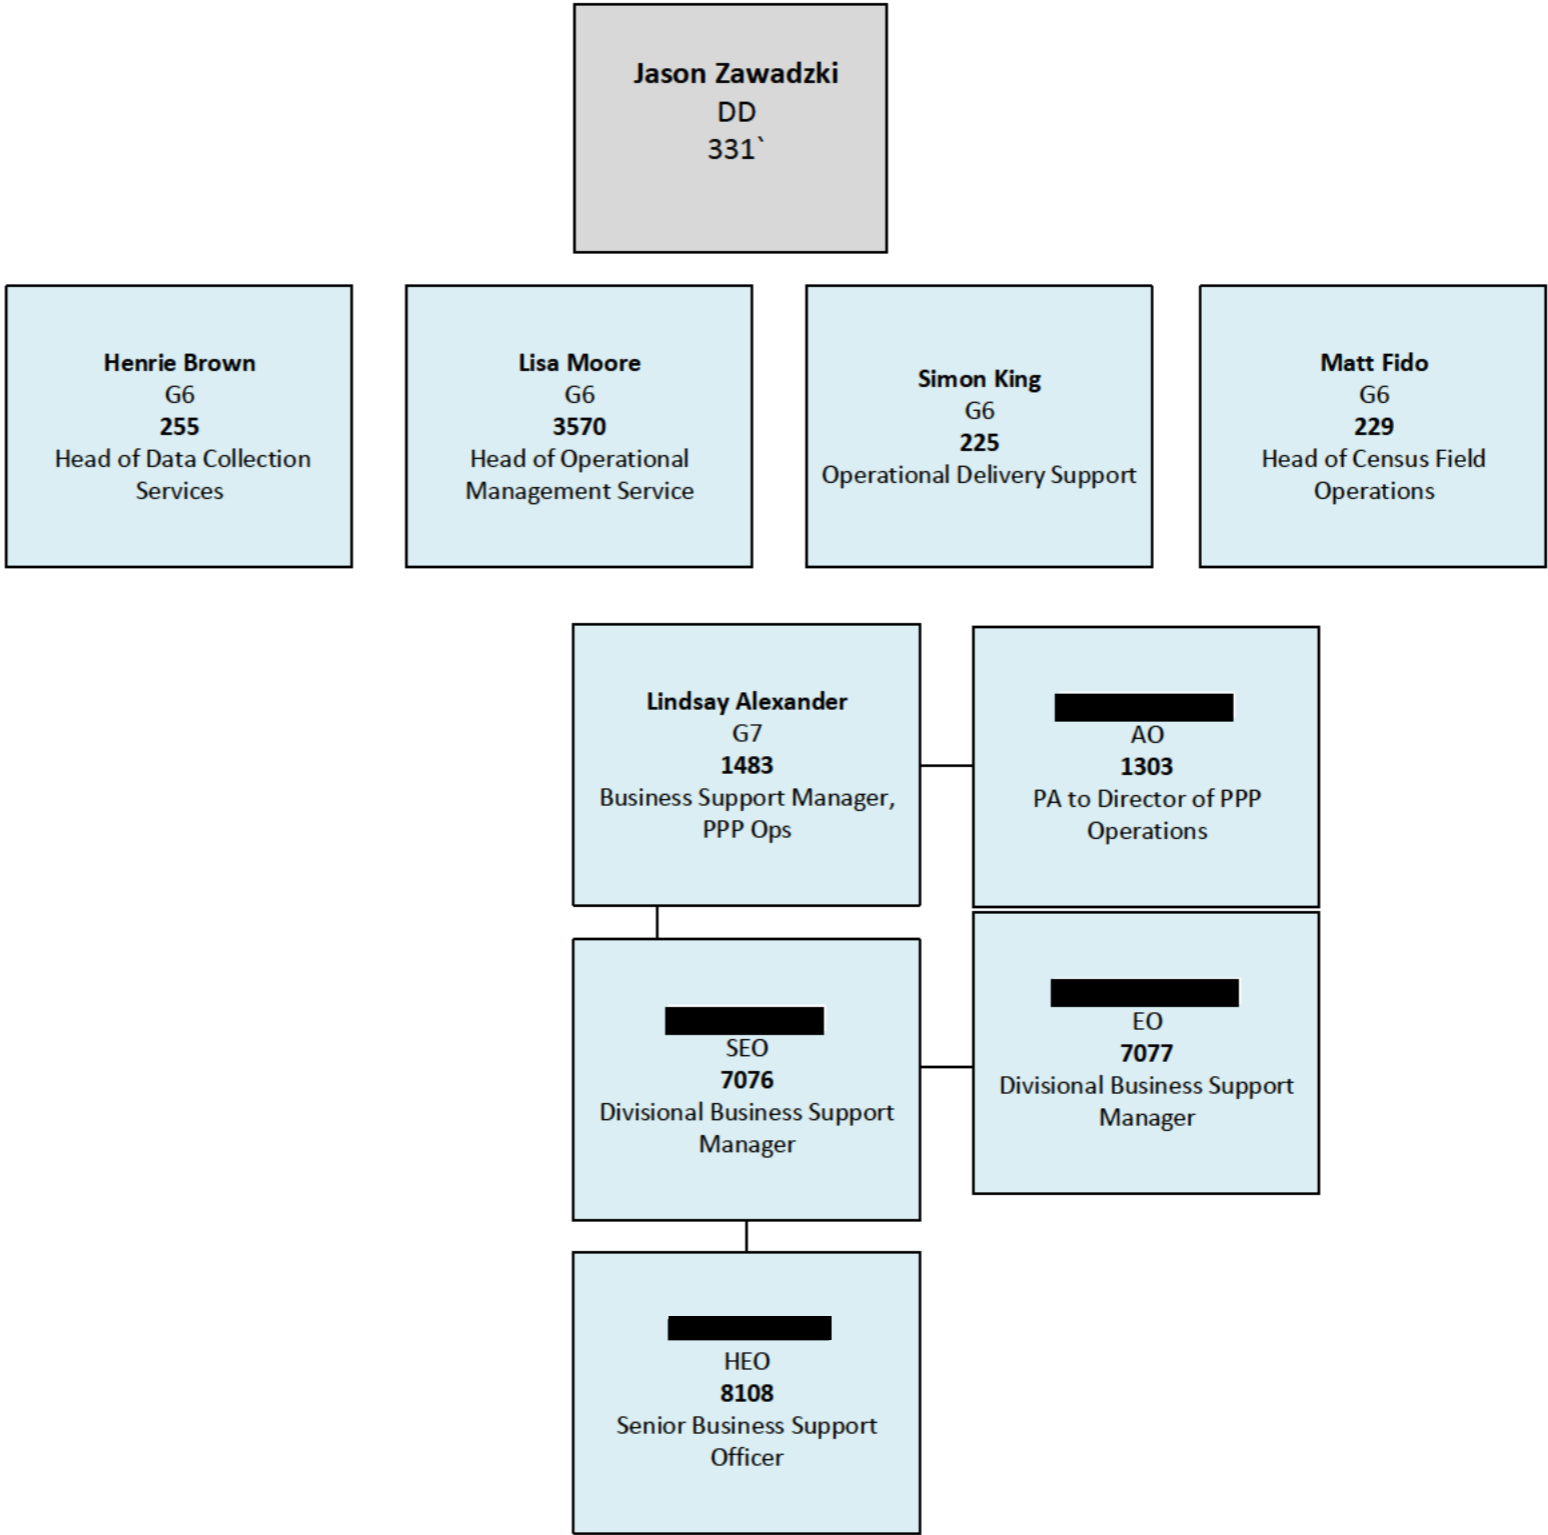 Jason Zawadzki
DD
331`
Henrie Brown
G6
255
Head of Data Collection
Services
Lisa Moore
G6
3570
Head of Operational
Management Service
Simon King
G6
225
Operational Delivery Support
Matt Fido
G6
229
Head of Census Field
Operations
Lindsay Alexander
G7
1483
Business Support Manager,
PPP Ops
AO
1303
PA to Director of PPP
Operations
SEO
7076
Divisional Business Support
Manager
EO
7077
Divisional Business Support
Manager
HEO
8108
Senior Business Support
Officer